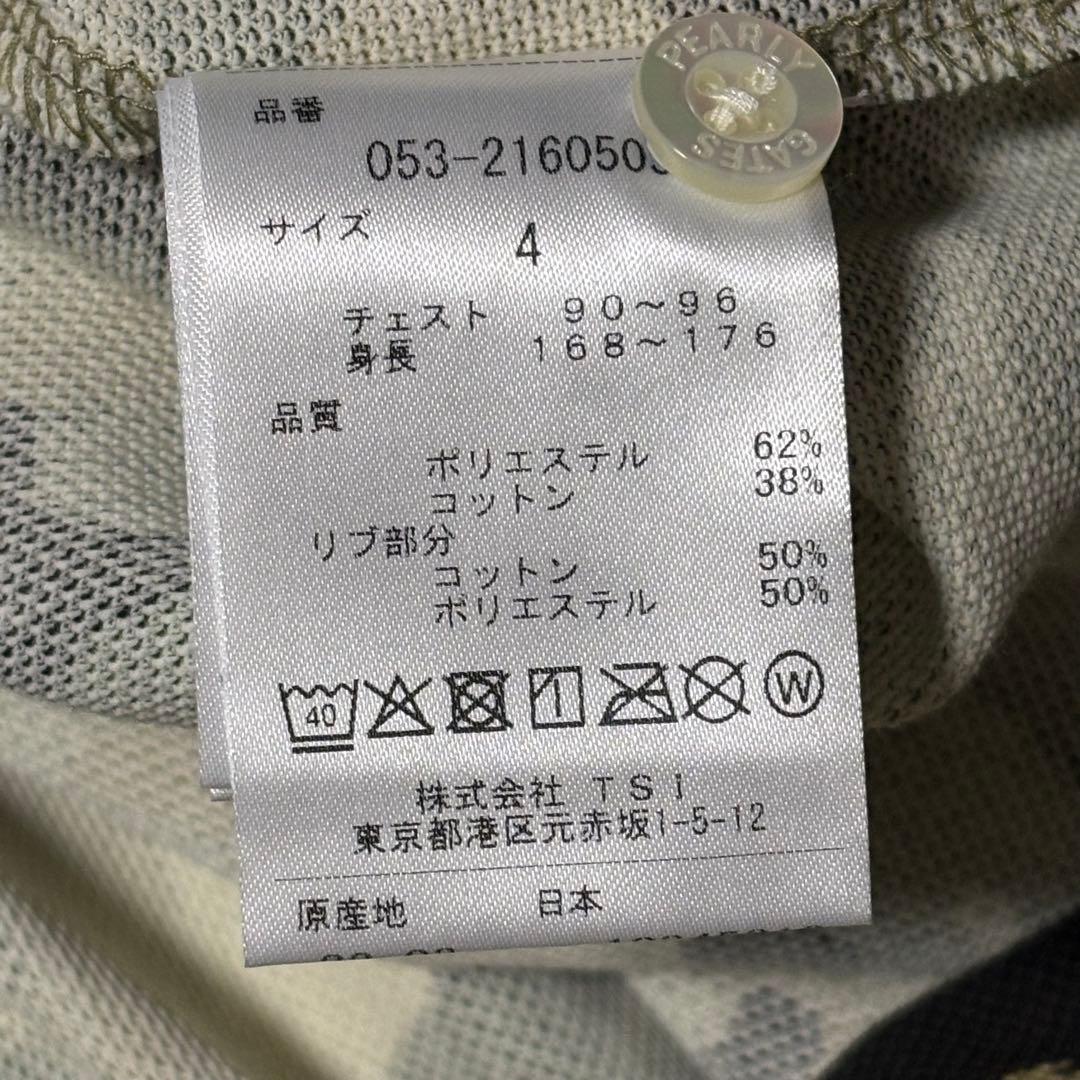 PEARLY
GATES
品番
053-2160503
サイズ
4
チェスト 90~96
身長 168~176
品質
ポリエステル 62%
コットン 38%
リブ部分
コットン 50%
ポリエステル 50%
40
1
W
株式会社 TSI
東京都港区元赤坂1-5-12
原産地 日本